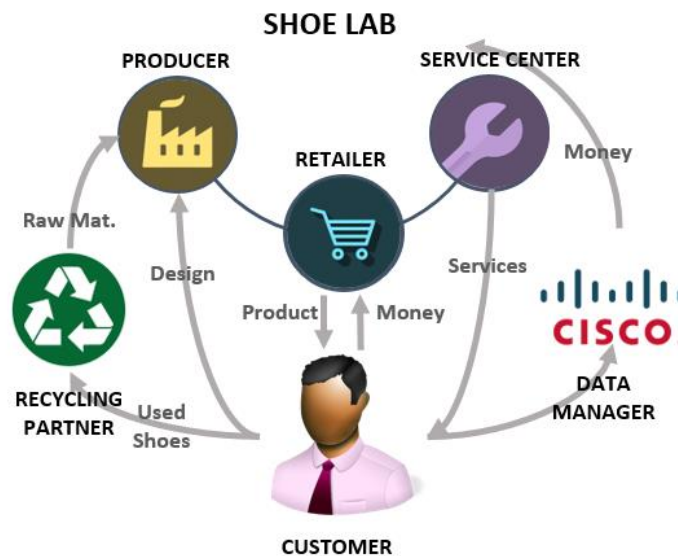 SHOE LAB
PRODUCER
SERVICE CENTER
RETAILER
Money
Raw Mat.
Design
Services
Product
Money
CISCO
RECYCLING
PARTNER
Used
Shoes
DATA
MANAGER
CUSTOMER